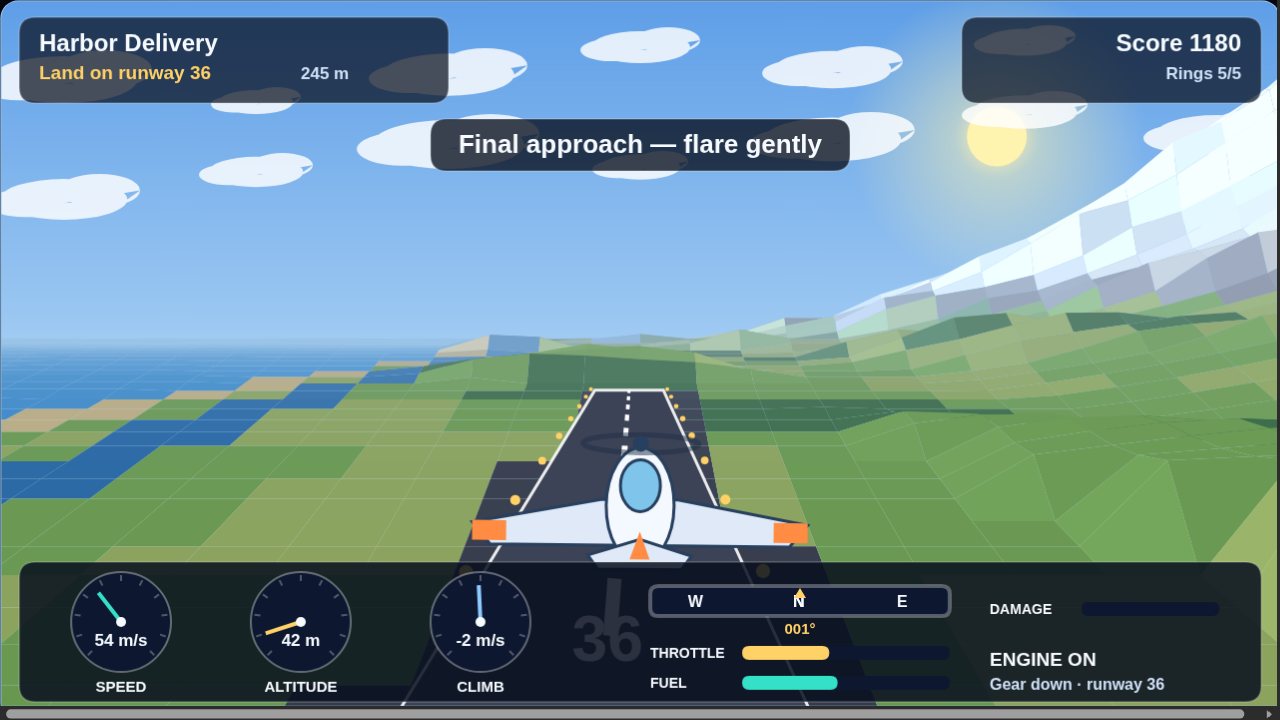 Harbor Delivery
Land on runway 36 245 m
Score 1180
Rings 5/5
Final approach — flare gently
36
54 m/s
SPEED
42 m
ALTITUDE
-2 m/s
CLIMB
W N E
001°
THROTTLE
FUEL
DAMAGE
ENGINE ON
Gear down · runway 36